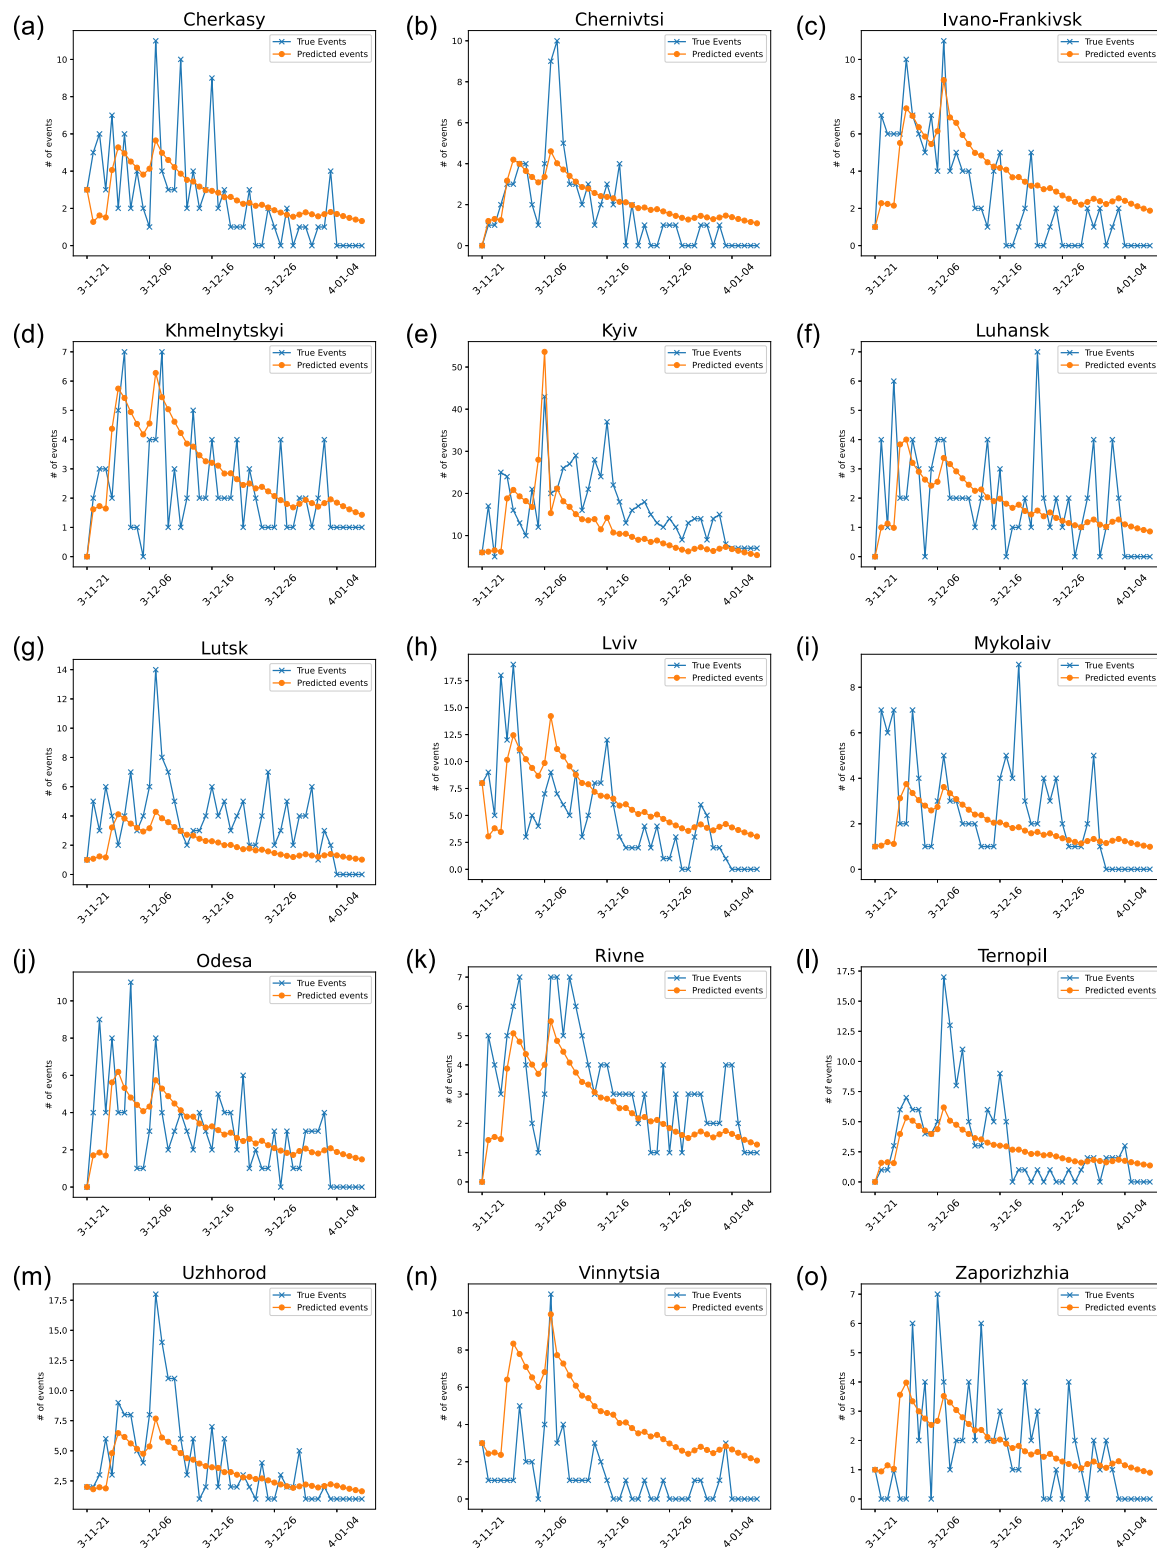 (a) Cherkasy
True Events
Predicted events
# of events
10
8
6
4
2
0
3-11-21
3-12-06
3-12-16
3-12-26
4-01-04
(b) Chernivtsi
True Events
Predicted events
# of events
10
8
6
4
2
0
3-11-21
3-12-06
3-12-16
3-12-26
4-01-04
(c) Ivano-Frankivsk
True Events
Predicted events
# of events
10
8
6
4
2
0
3-11-21
3-12-06
3-12-16
3-12-26
4-01-04
(d) Khmelnytskyi
True Events
Predicted events
# of events
7
6
5
4
3
2
1
0
3-11-21
3-12-06
3-12-16
3-12-26
4-01-04
(e) Kyiv
True Events
Predicted events
# of events
50
40
30
20
10
3-11-21
3-12-06
3-12-16
3-12-26
4-01-04
(f) Luhansk
True Events
Predicted events
# of events
7
6
5
4
3
2
1
0
3-11-21
3-12-06
3-12-16
3-12-26
4-01-04
(g) Lutsk
True Events
Predicted events
# of events
14
12
10
8
6
4
2
0
3-11-21
3-12-06
3-12-16
3-12-26
4-01-04
(h) Lviv
True Events
Predicted events
# of events
17.5
15.0
12.5
10.0
7.5
5.0
2.5
0.0
3-11-21
3-12-06
3-12-16
3-12-26
4-01-04
(i) Mykolaiv
True Events
Predicted events
# of events
8
6
4
2
0
3-11-21
3-12-06
3-12-16
3-12-26
4-01-04
(j) Odesa
True Events
Predicted events
# of events
10
8
6
4
2
0
3-11-21
3-12-06
3-12-16
3-12-26
4-01-04
(k) Rivne
True Events
Predicted events
# of events
7
6
5
4
3
2
1
0
3-11-21
3-12-06
3-12-16
3-12-26
4-01-04
(l) Ternopil
True Events
Predicted events
# of events
17,5
15,0
12,5
10,0
7,5
5,0
2,5
0,0
3-11-21
3-12-06
3-12-16
3-12-26
4-01-04
(m) Uzhhorod
True Events
Predicted events
# of events
17.5
15.0
12.5
10.0
7.5
5.0
2.5
3-11-21
3-12-06
3-12-16
3-12-26
4-01-04
(n) Vinnytsia
True Events
Predicted events
# of events
10
8
6
4
2
0
3-11-21
3-12-06
3-12-16
3-12-26
4-01-04
(o) Zaporizhzhia
True Events
Predicted events
# of events
7
6
5
4
3
2
1
0
3-11-21
3-12-06
3-12-16
3-12-26
4-01-04